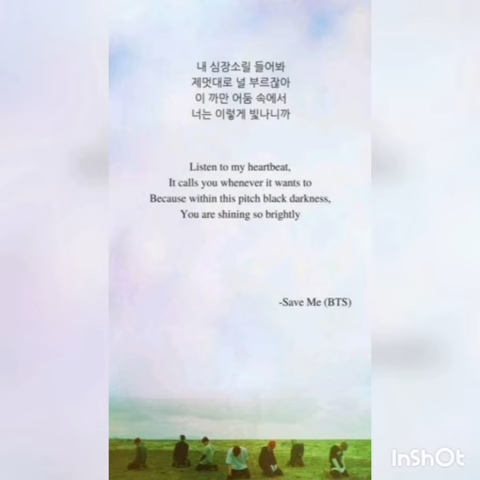 내 심장소릴 들어봐
제멋대로 널 부르잖아
이 까만 어둠 속에서
너는 이렇게 빛나니까
Listen to my heartbeat,
It calls you whenever it wants to
Because within this pitch black darkness,
You are shining so brightly
-Save Me (BTS)
InShOt